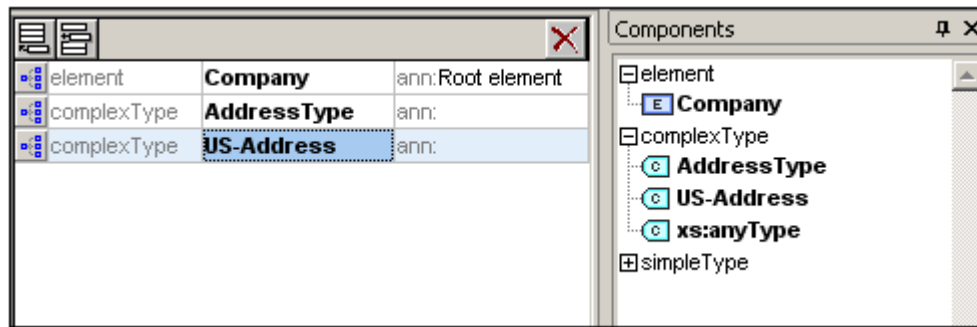 element Company ann:Root element
complexType AddressType ann:
complexType US-Address ann:
Components
element
E Company
complexType
C AddressType
C US-Address
C xs:anyType
simpleType